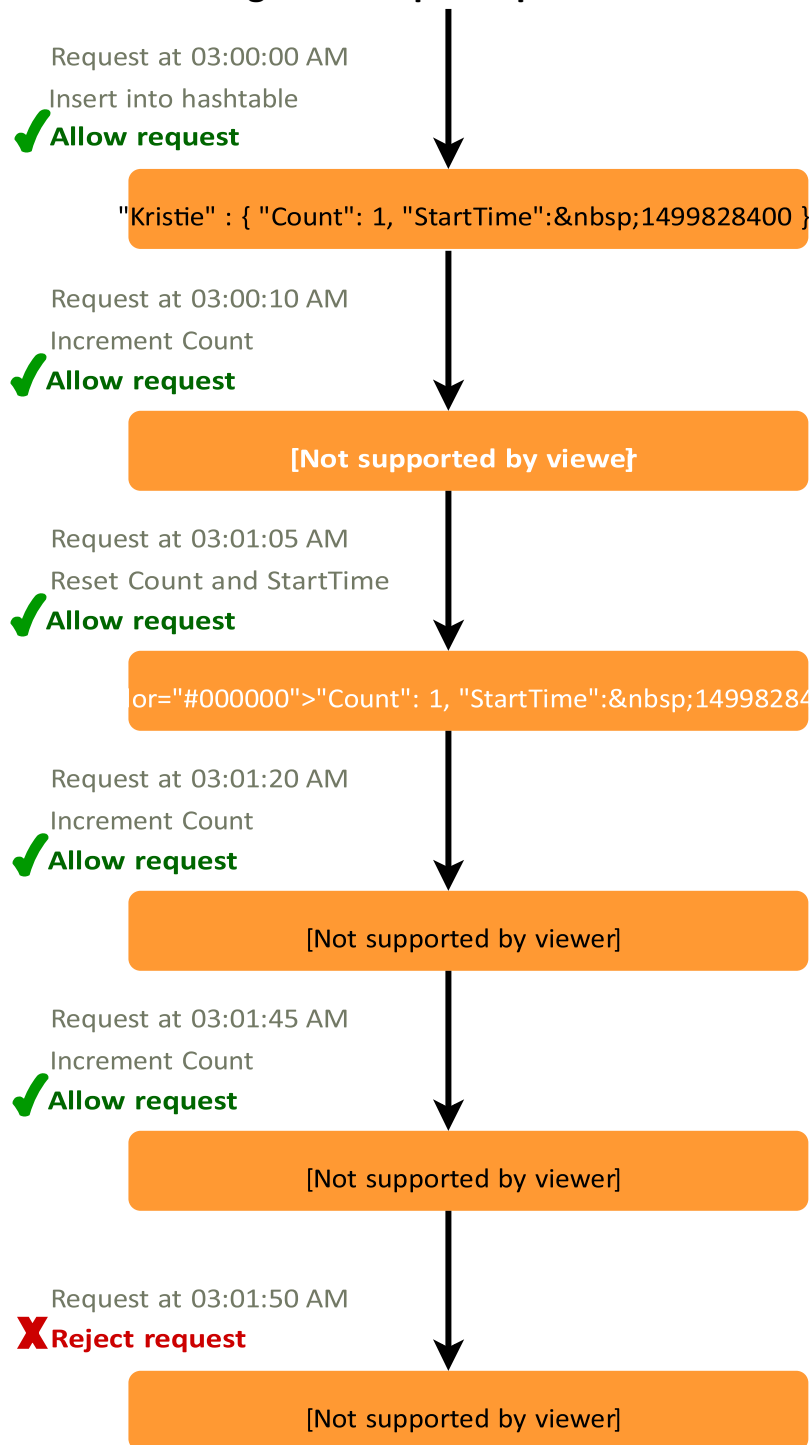 Request at 03:00:00 AM
Insert into hashtable
Allow request
"Kristie" : { "Count": 1, "StartTime":&nbsp;1499828400 }
Request at 03:00:10 AM
Increment Count
Allow request
[Not supported by viewer]
Request at 03:01:05 AM
Reset Count and StartTime
Allow request
lor="#000000">"Count": 1, "StartTime":&nbsp;14998284
Request at 03:01:20 AM
Increment Count
Allow request
[Not supported by viewer]
Request at 03:01:45 AM
Increment Count
Allow request
[Not supported by viewer]
Request at 03:01:50 AM
Reject request
[Not supported by viewer]